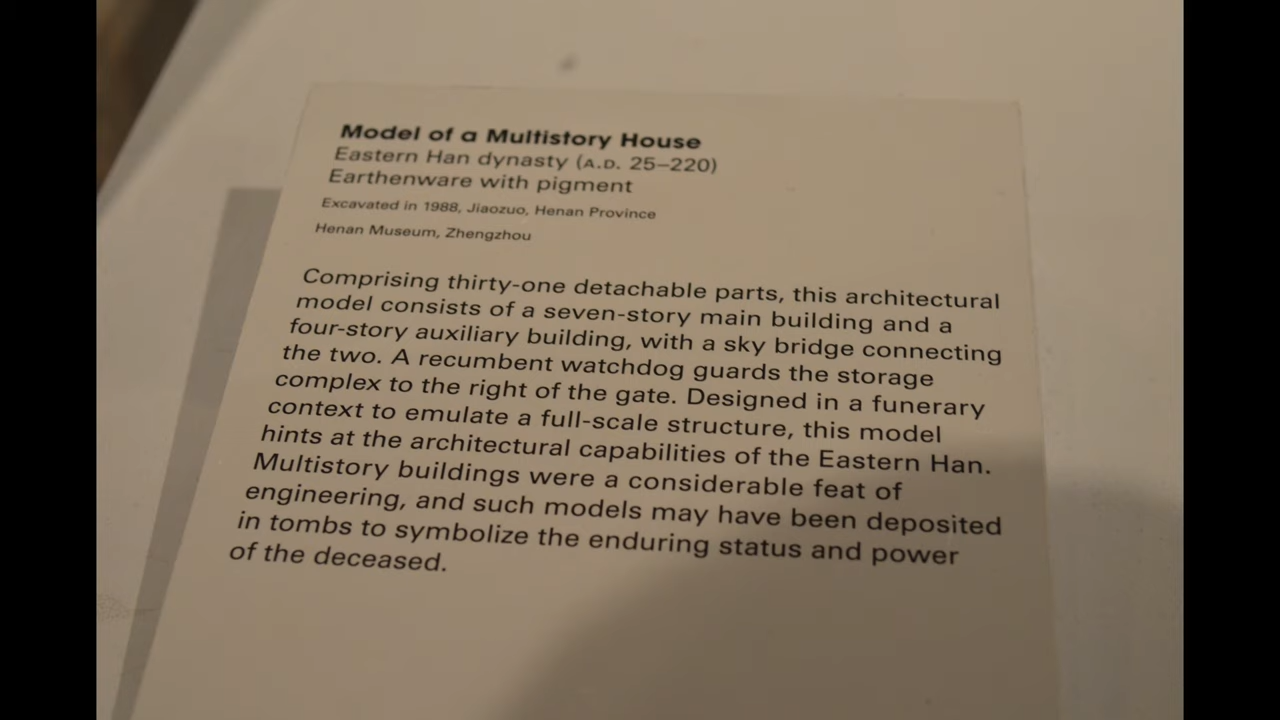 Model of a Multistory House
Eastern Han dynasty (A.D. 25–220)
Earthenware with pigment
Excavated in 1988, Jiaozuo, Henan Province
Henan Museum, Zhengzhou
Comprising thirty-one detachable parts, this architectural
model consists of a seven-story main building and a
four-story auxiliary building, with a sky bridge connecting
the two. A recumbent watchdog guards the storage
complex to the right of the gate. Designed in a funerary
context to emulate a full-scale structure, this model
hints at the architectural capabilities of the Eastern Han.
Multistory buildings were a considerable feat of
engineering, and such models may have been deposited
in tombs to symbolize the enduring status and power
of the deceased.